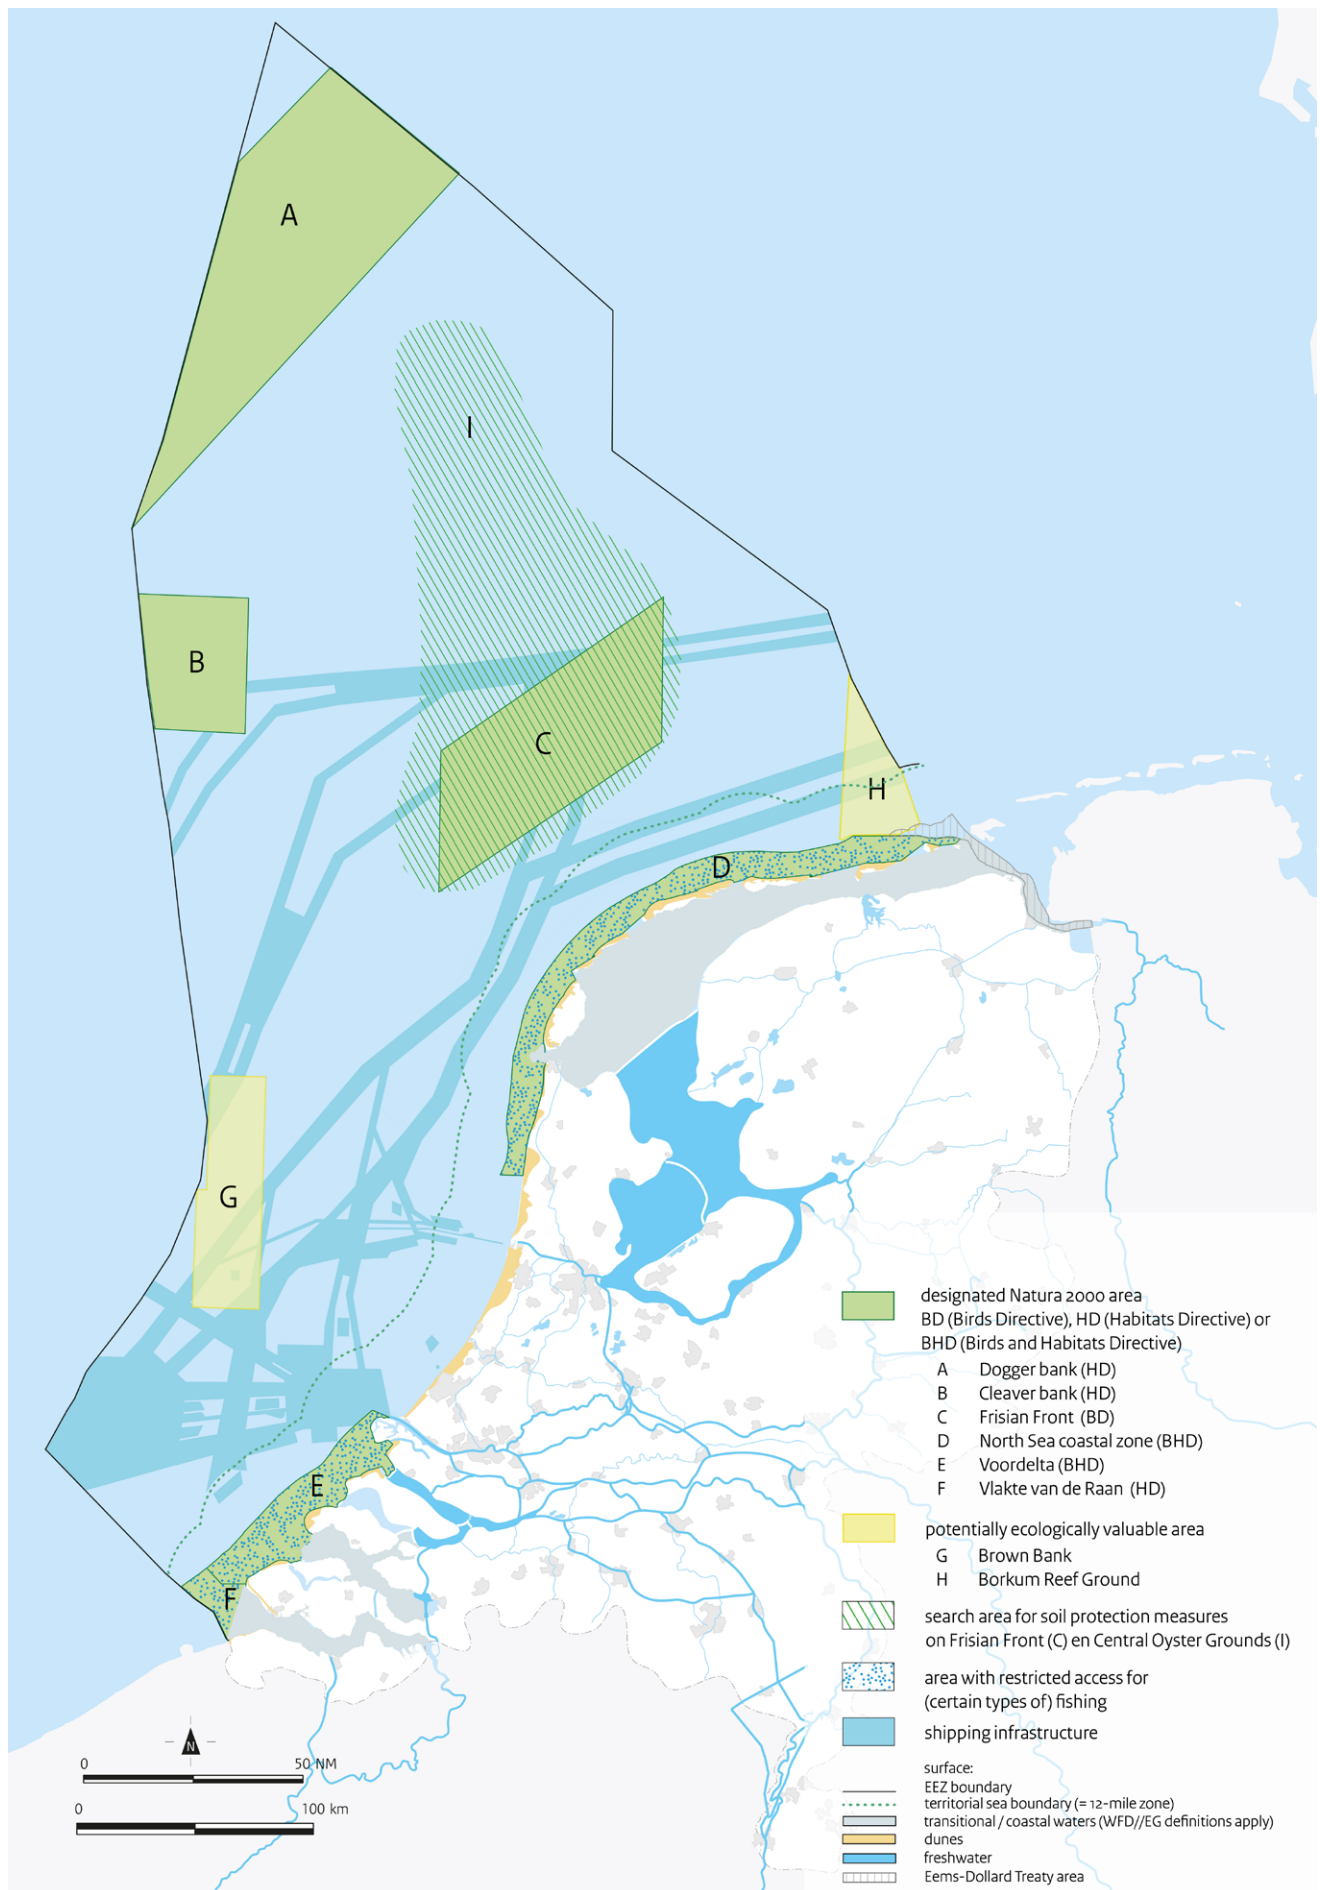 A
I
B
C
H
D
G
E
F
designated Natura 2000 area
BD (Birds Directive), HD (Habitats Directive) or
BHD (Birds and Habitats Directive)
A Dogger bank (HD)
B Cleaver bank (HD)
C Frisian Front (BD)
D North Sea coastal zone (BHD)
E Voordelta (BHD)
F Vlakte van de Raan (HD)
potentially ecologically valuable area
G Brown Bank
H Borkum Reef Ground
search area for soil protection measures
on Frisian Front (C) en Central Oyster Grounds (I)
area with restricted access for
(certain types of) fishing
shipping infrastructure
surface:
EEZ boundary
territorial sea boundary (= 12-mile zone)
transitional / coastal waters (WFD//EG definitions apply)
dunes
freshwater
Eems-Dollard Treaty area
N
0 50 NM
0 100 km